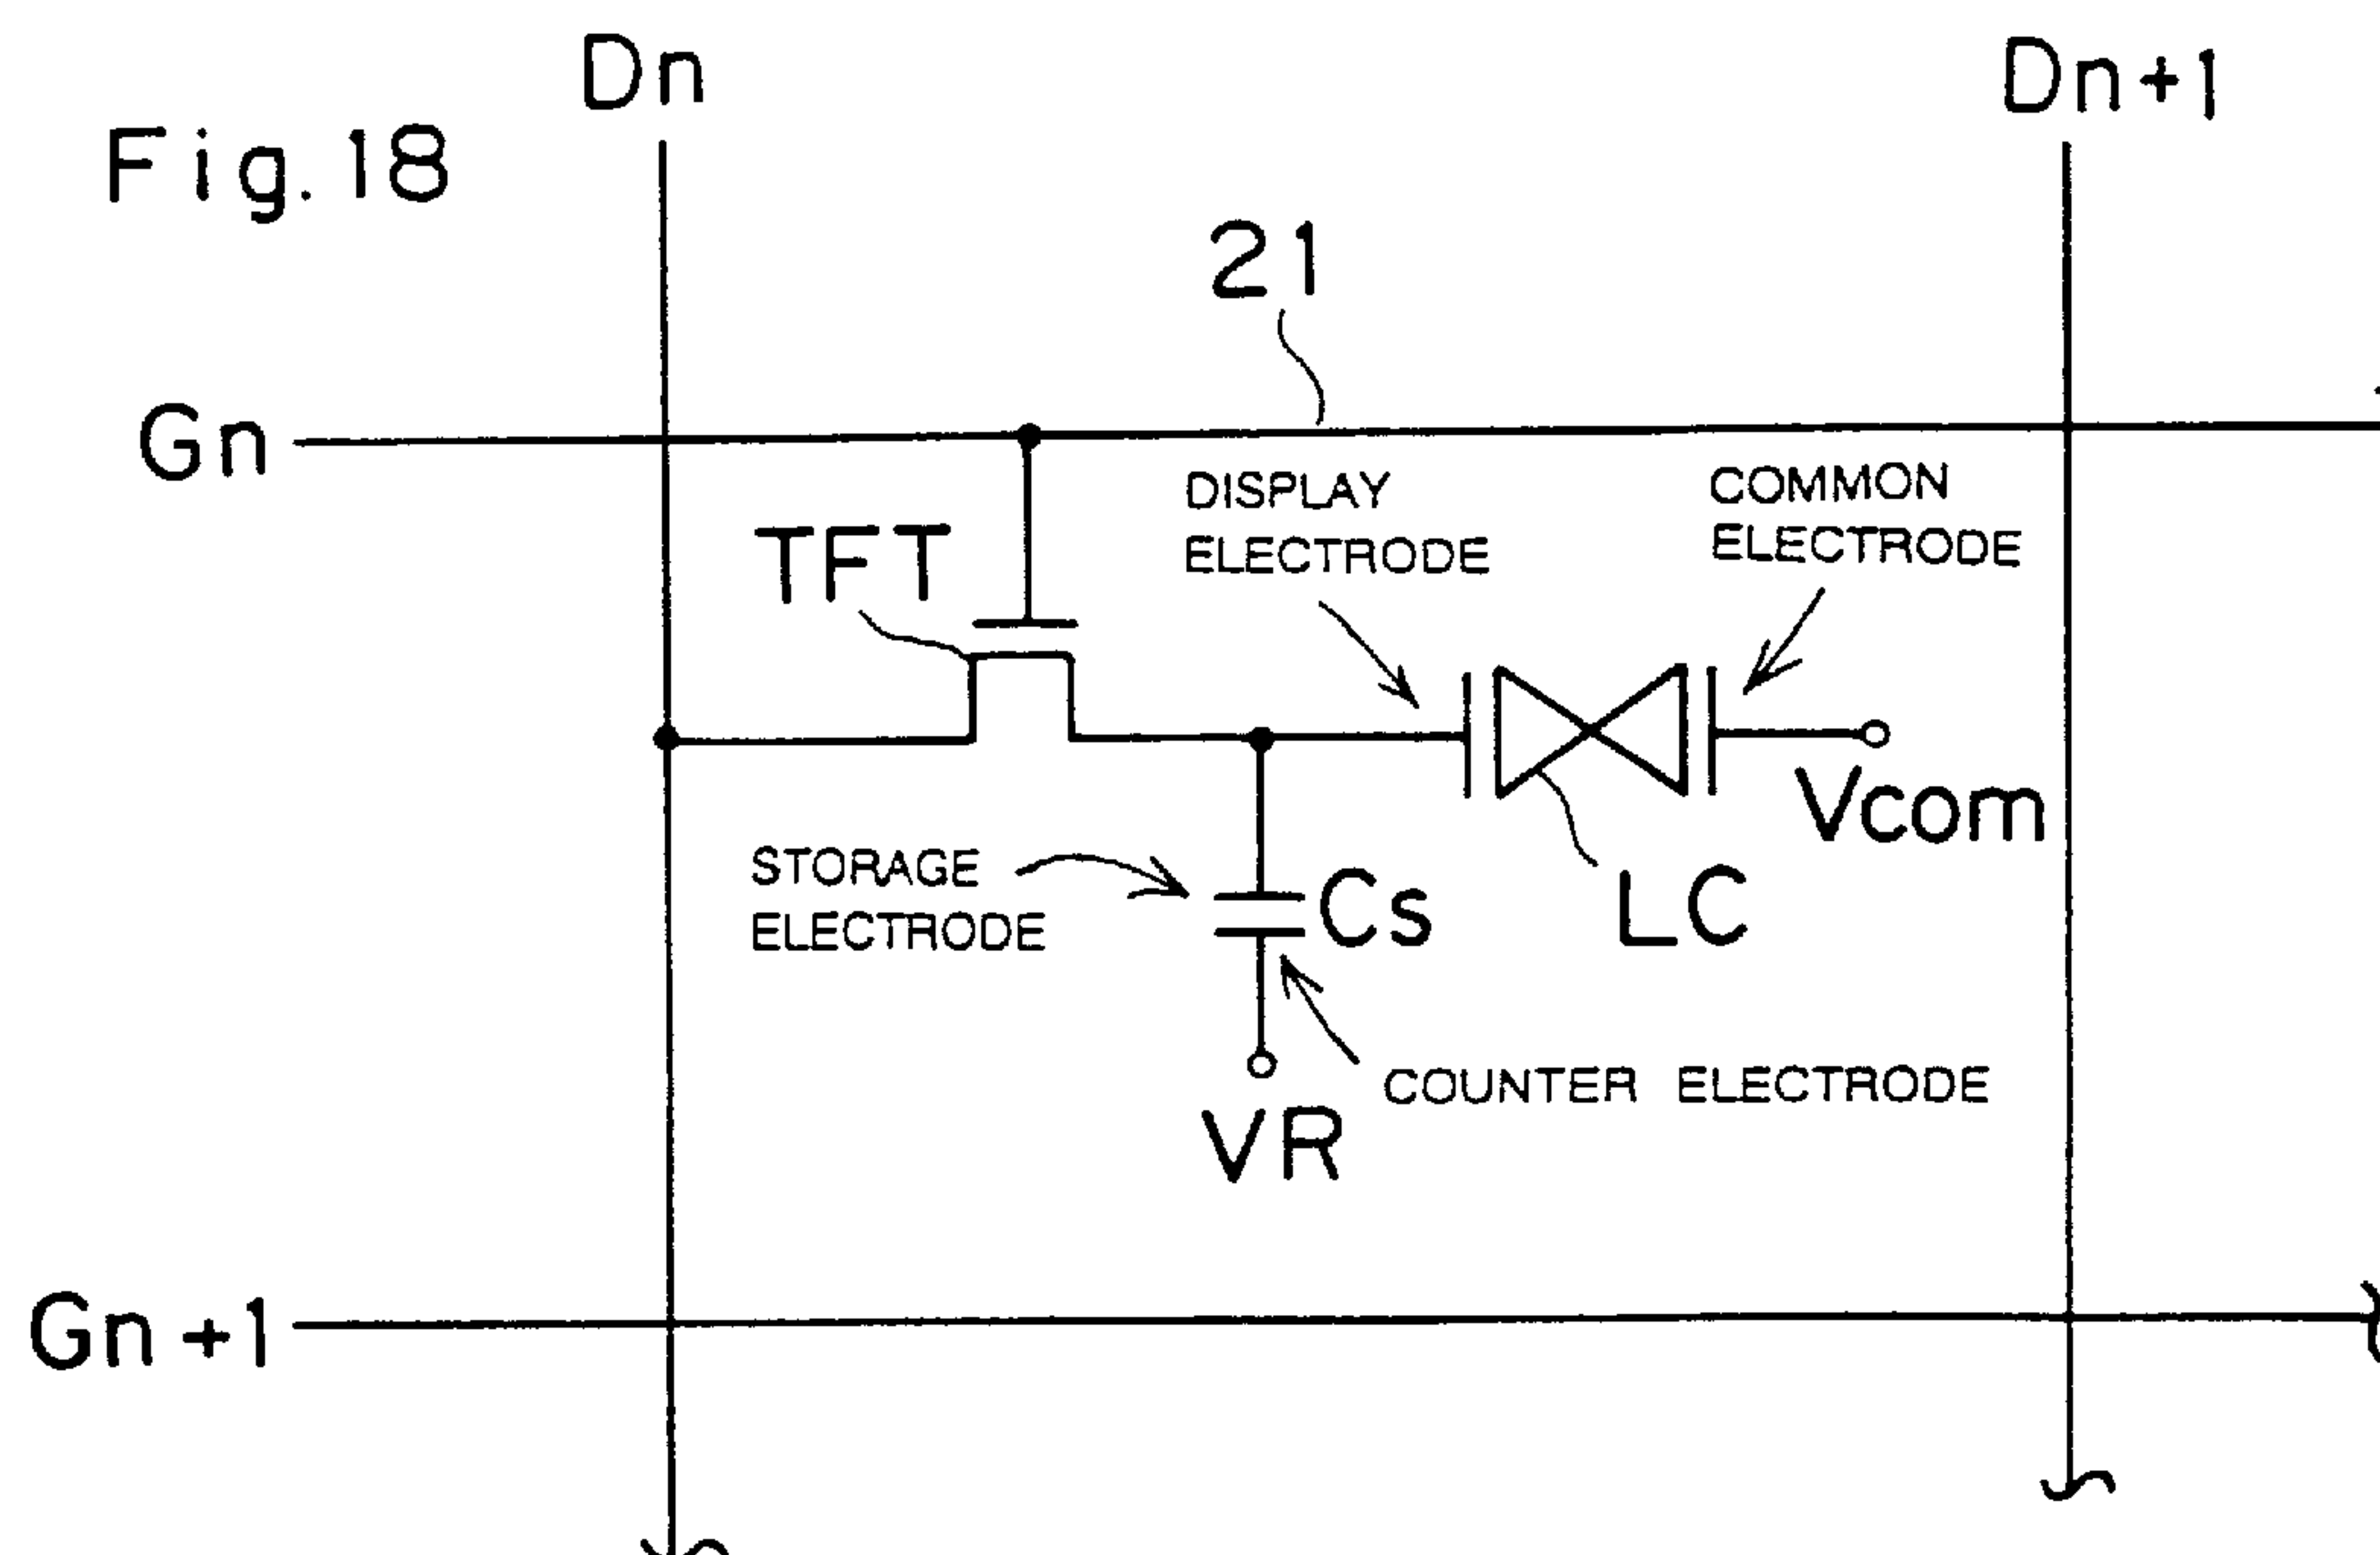 Dn
Dn+1
Fig.18
21
Gn
DISPLAY
ELECTRODE
COMMON
ELECTRODE
TFT
Vcom
STORAGE
ELECTRODE
Cs
LC
COUNTER ELECTRODE
VR
Gn+1